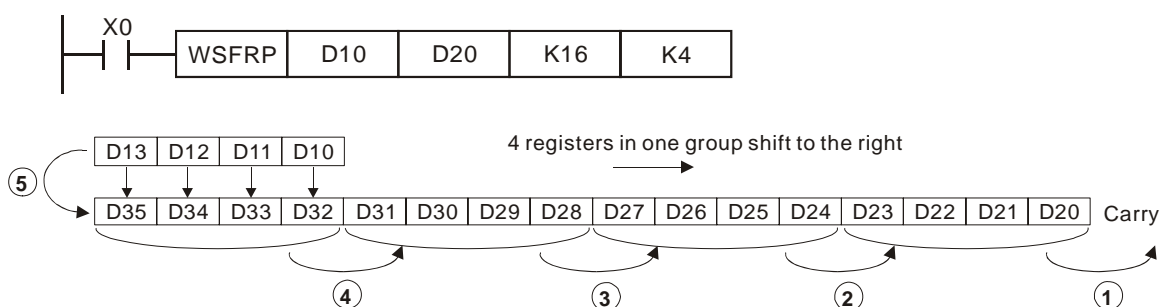 X0
WSFRP D10 D20 K16 K4
D13 D12 D11 D10
4 registers in one group shift to the right
5
D35 D34 D33 D32 D31 D30 D29 D28 D27 D26 D25 D24 D23 D22 D21 D20 Carry
4 3 2 1